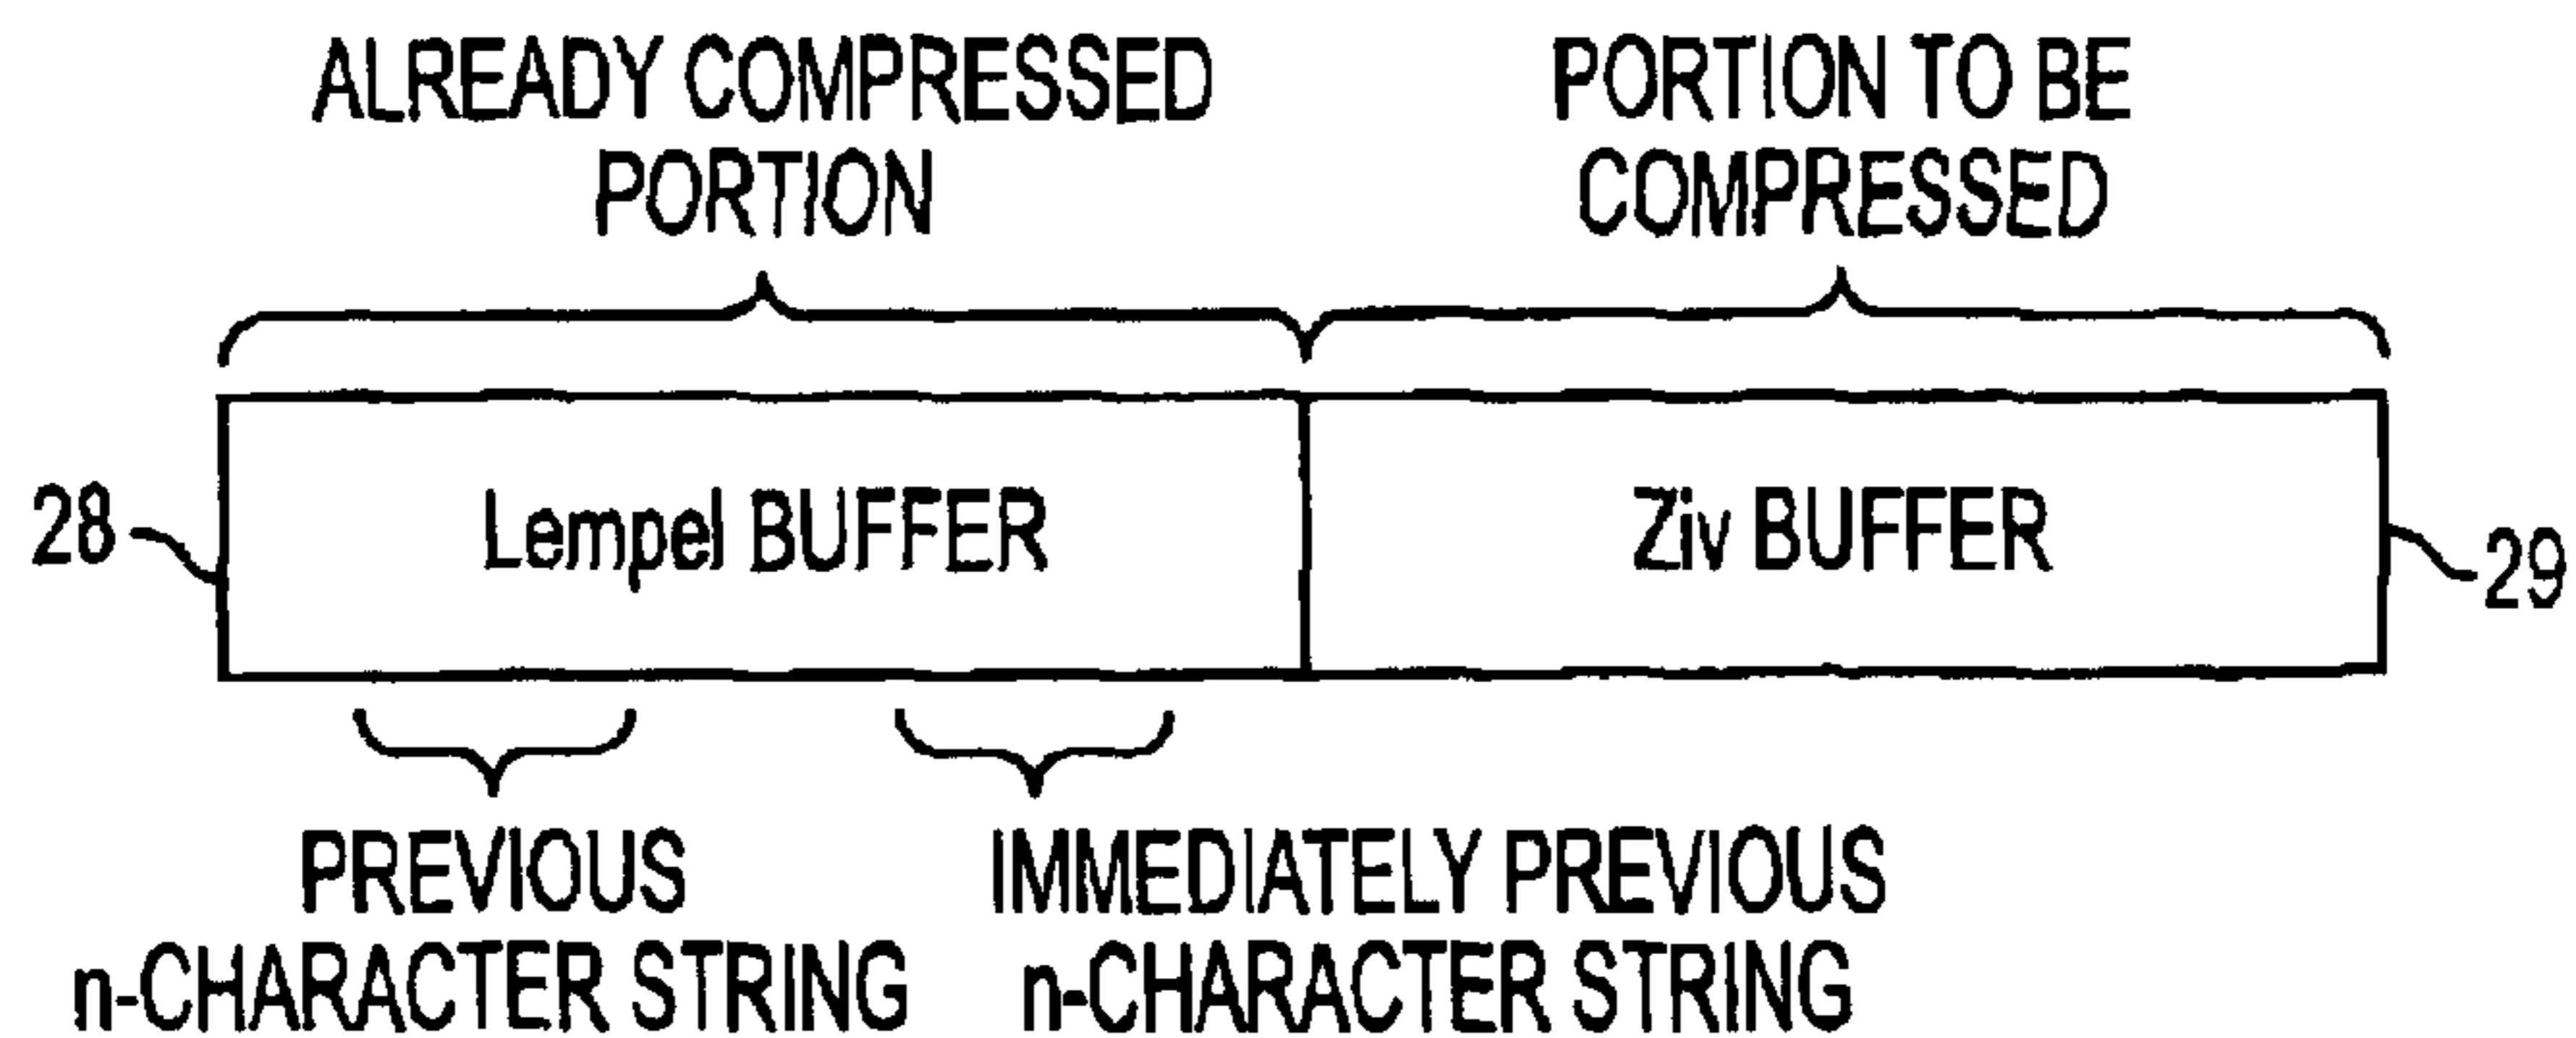 ALREADY COMPRESSED
PORTION
PORTION TO BE
COMPRESSED
28
Lempel BUFFER
Ziv BUFFER
29
PREVIOUS
n-CHARACTER STRING
IMMEDIATELY PREVIOUS
n-CHARACTER STRING